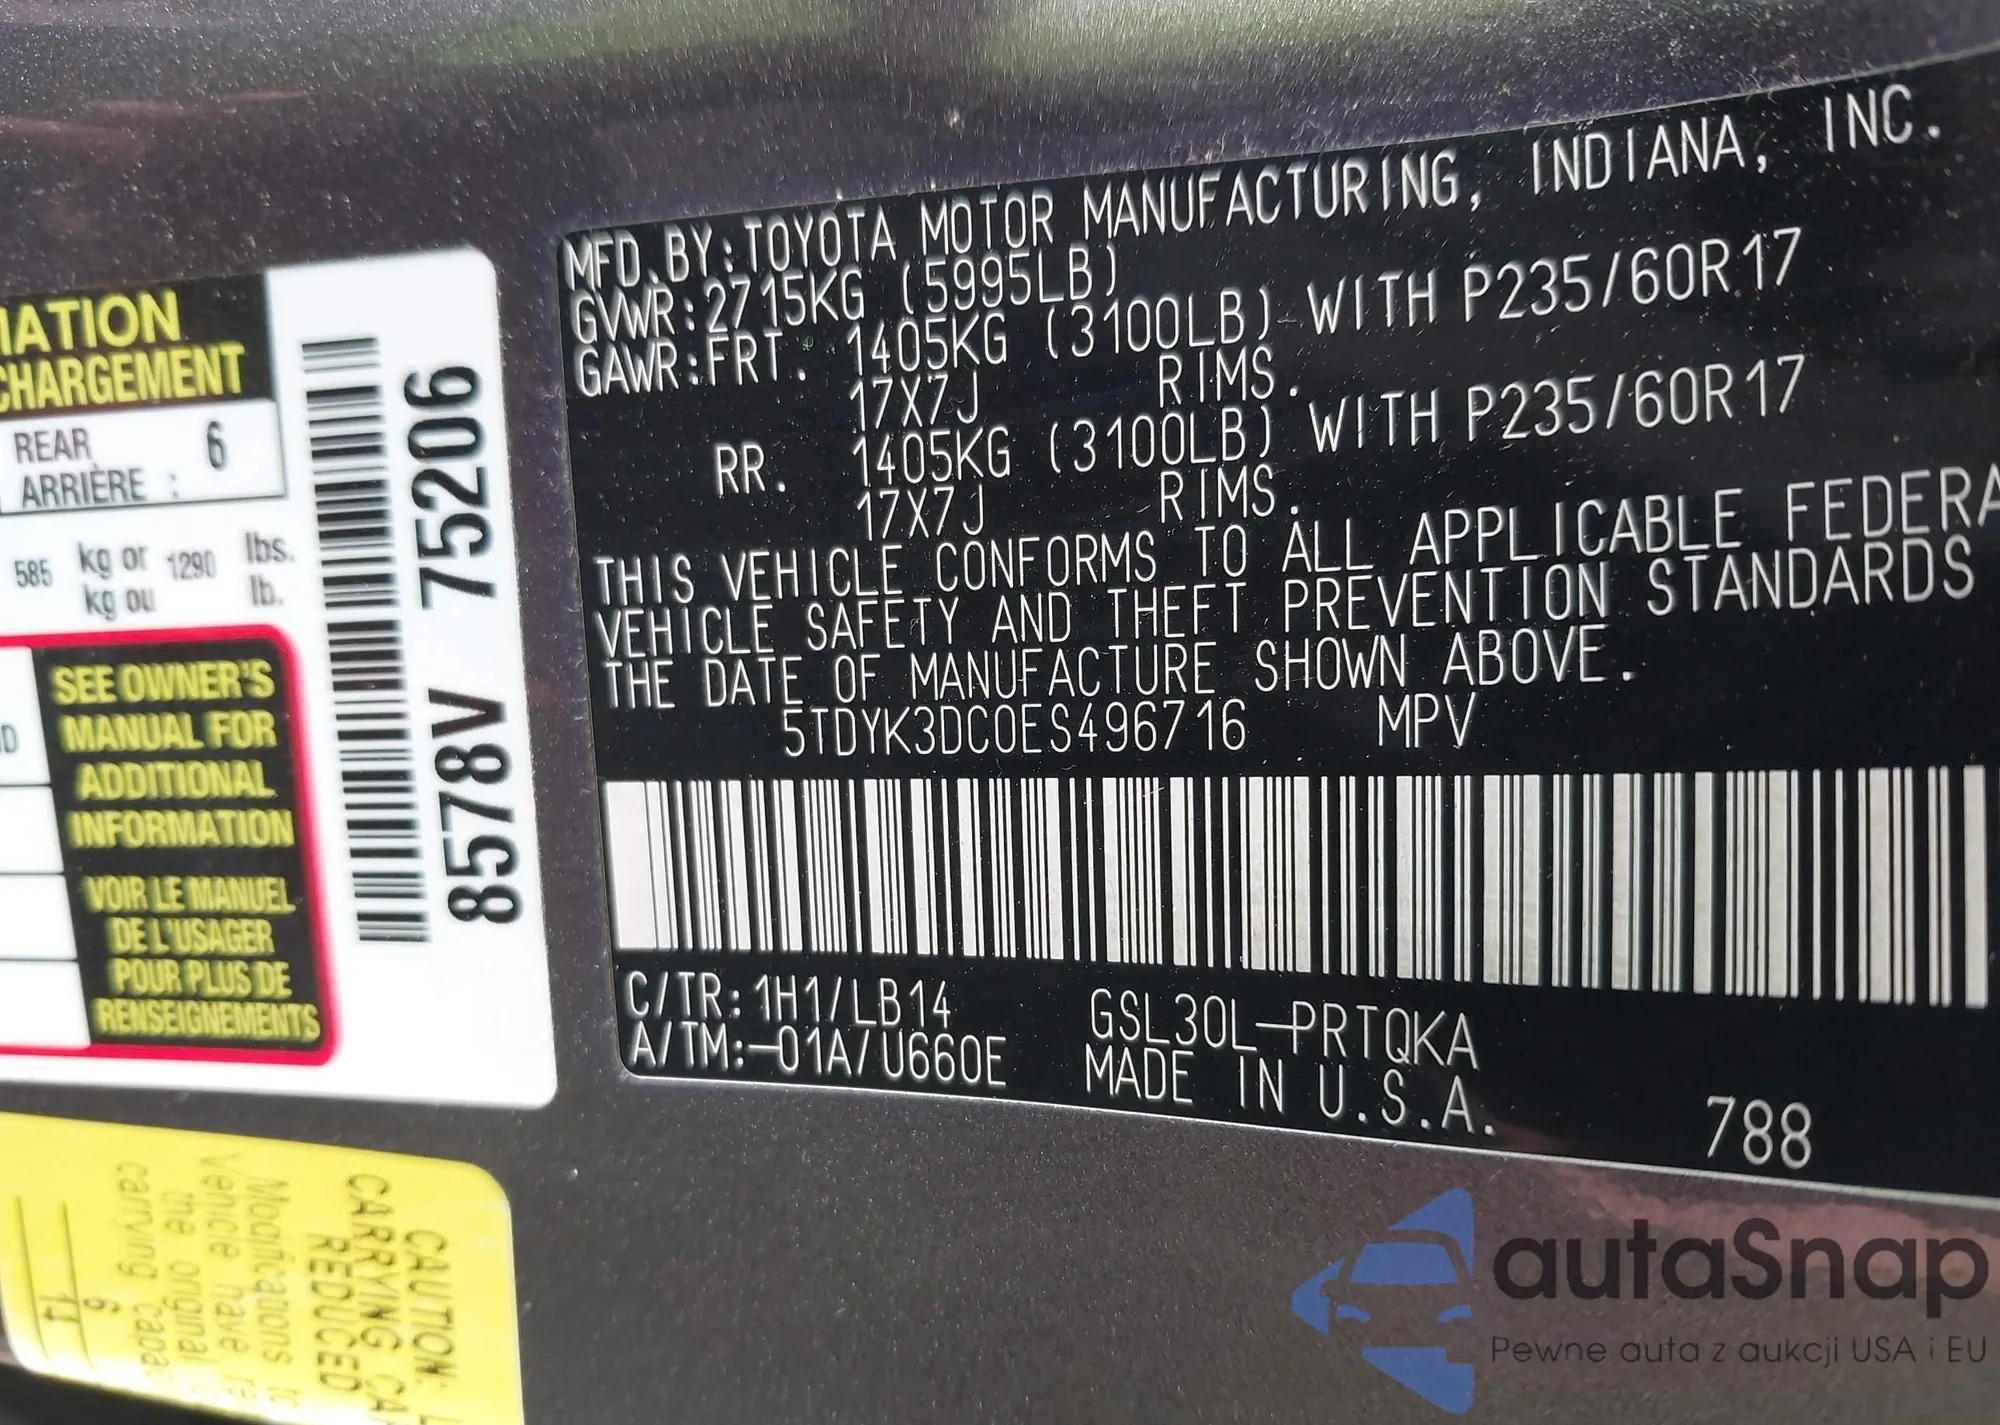 MFD.BY:TOYOTA MOTOR MANUFACTURING, INDIANA, INC.
GVWR:2715KG (5995LB)
GAWR:FRT. 1405KG (3100LB) WITH P235/60R17
17X7J RIMS.
RR. 1405KG (3100LB) WITH P235/60R17
17X7J RIMS.
THIS VEHICLE CONFORMS TO ALL APPLICABLE FEDERA
VEHICLE SAFETY AND THEFT PREVENTION STANDARDS
THE DATE OF MANUFACTURE SHOWN ABOVE.
5TDYK3DC0ES496716 MPV
C/TR:1H1/LB14 GSL30L-PRTQKA
A/TM:-01A/U660E MADE IN U.S.A.
788
CHARGEMENT
REAR 6
ARRIÈRE :
585 kg or 1290 lbs.
kg ou lb.
SEE OWNER'S
MANUAL FOR
ADDITIONAL
INFORMATION
VOIR LE MANUEL
DE L'USAGER
POUR PLUS DE
RENSEIGNEMENTS
8578V 75206
CAUTION:
CARRYING CA
REDUCED
Modifications to
vehicle have re
the original
carrying capa
autaSnap
Pewne auta z aukcji USA i EU